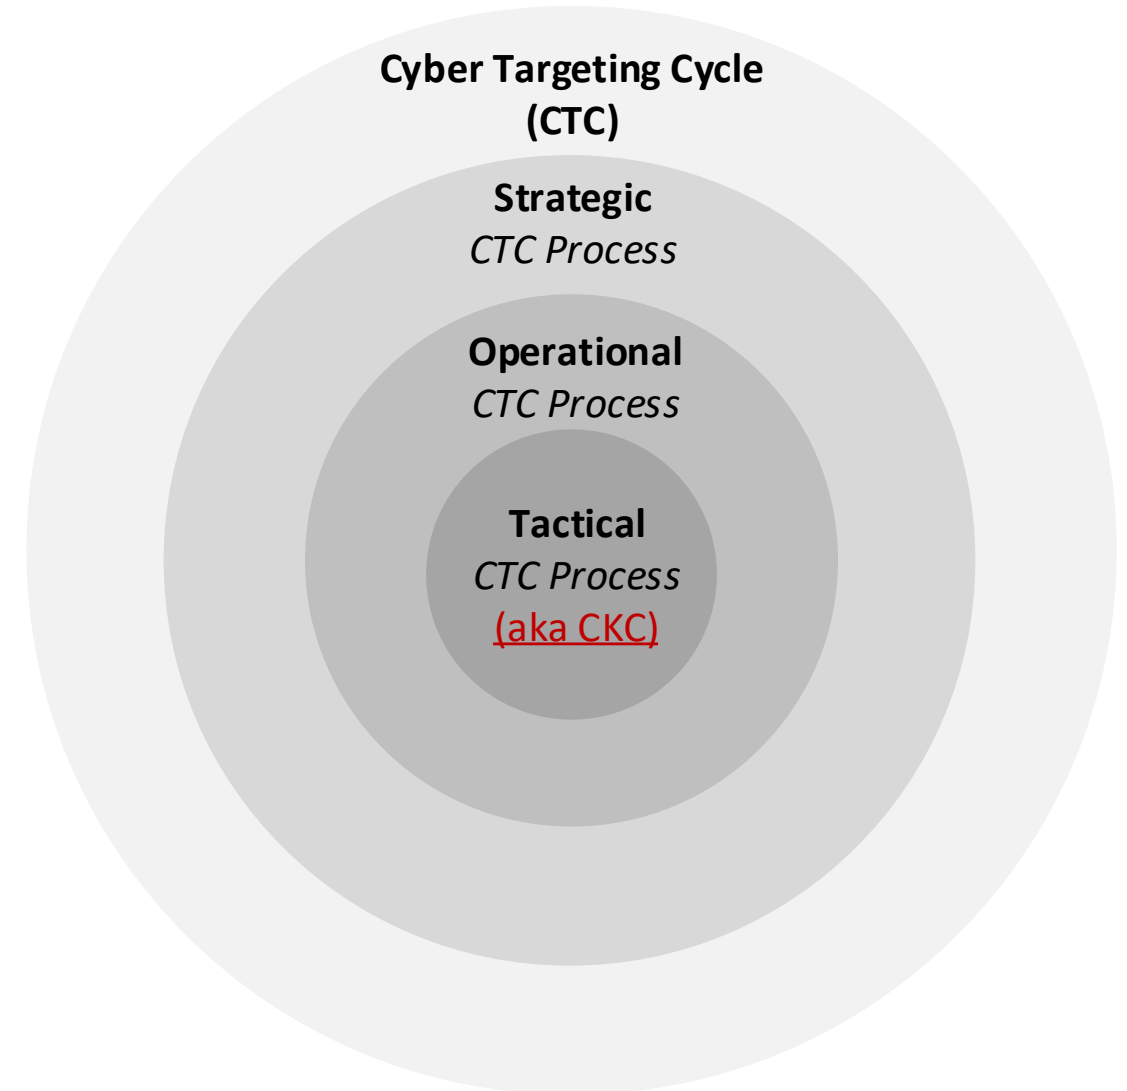 Cyber Targeting Cycle
(CTC)
Strategic
CTC Process
Operational
CTC Process
Tactical
CTC Process
(aka CKC)